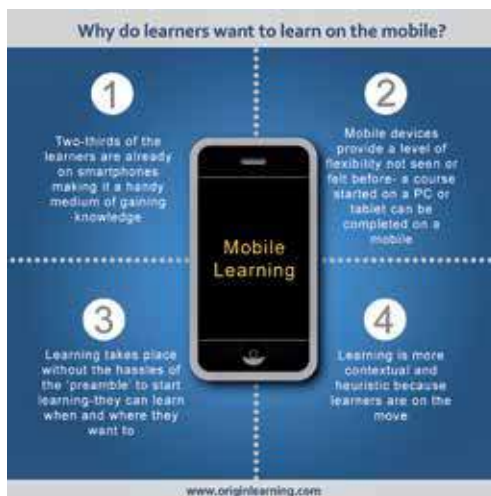 Why do learners want to learn on the mobile?
1
Two-thirds of the
learners are already
on smartphones
making it a handy
medium of gaining
knowledge
2
Mobile devices
provide a level of
flexibility not seen or
felt before- a course
started on a PC or
tablet can be
completed on a
mobile
Mobile
Learning
3
Learning takes place
without the hassles of
the 'preamble' to start
learning-they can learn
when and where they
want to
4
Learning is more
contextual and
heuristic because
learners are on the
move
www.originlearning.com